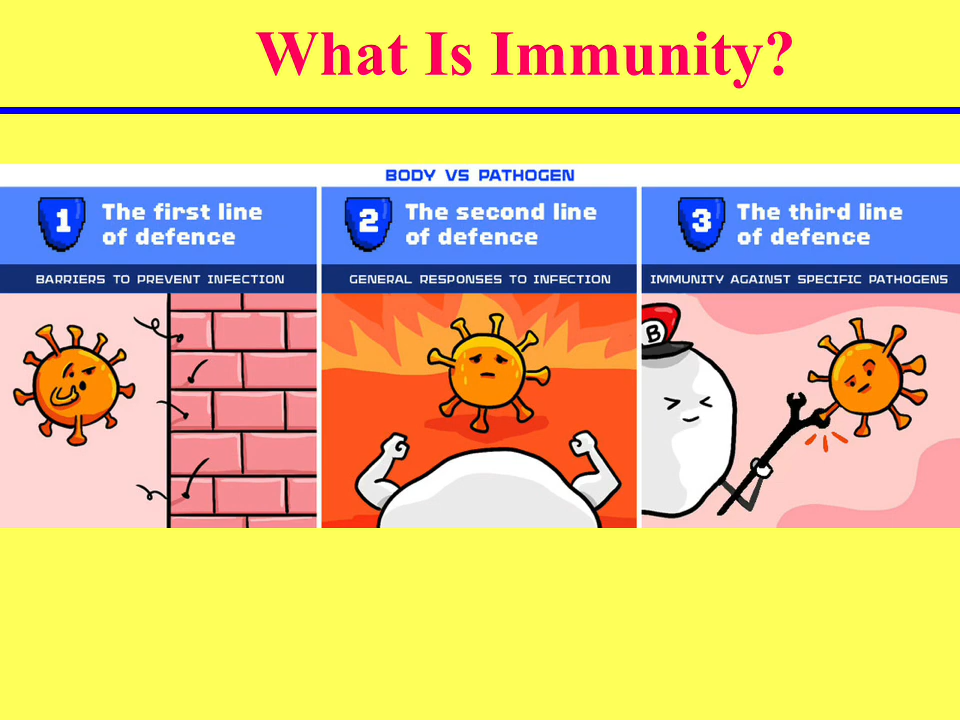 What Is Immunity?
BODY VS PATHOGEN
1
The first line
of defence
BARRIERS TO PREVENT INFECTION
2
The second line
of defence
GENERAL RESPONSES TO INFECTION
3
The third line
of defence
IMMUNITY AGAINST SPECIFIC PATHOGENS
B